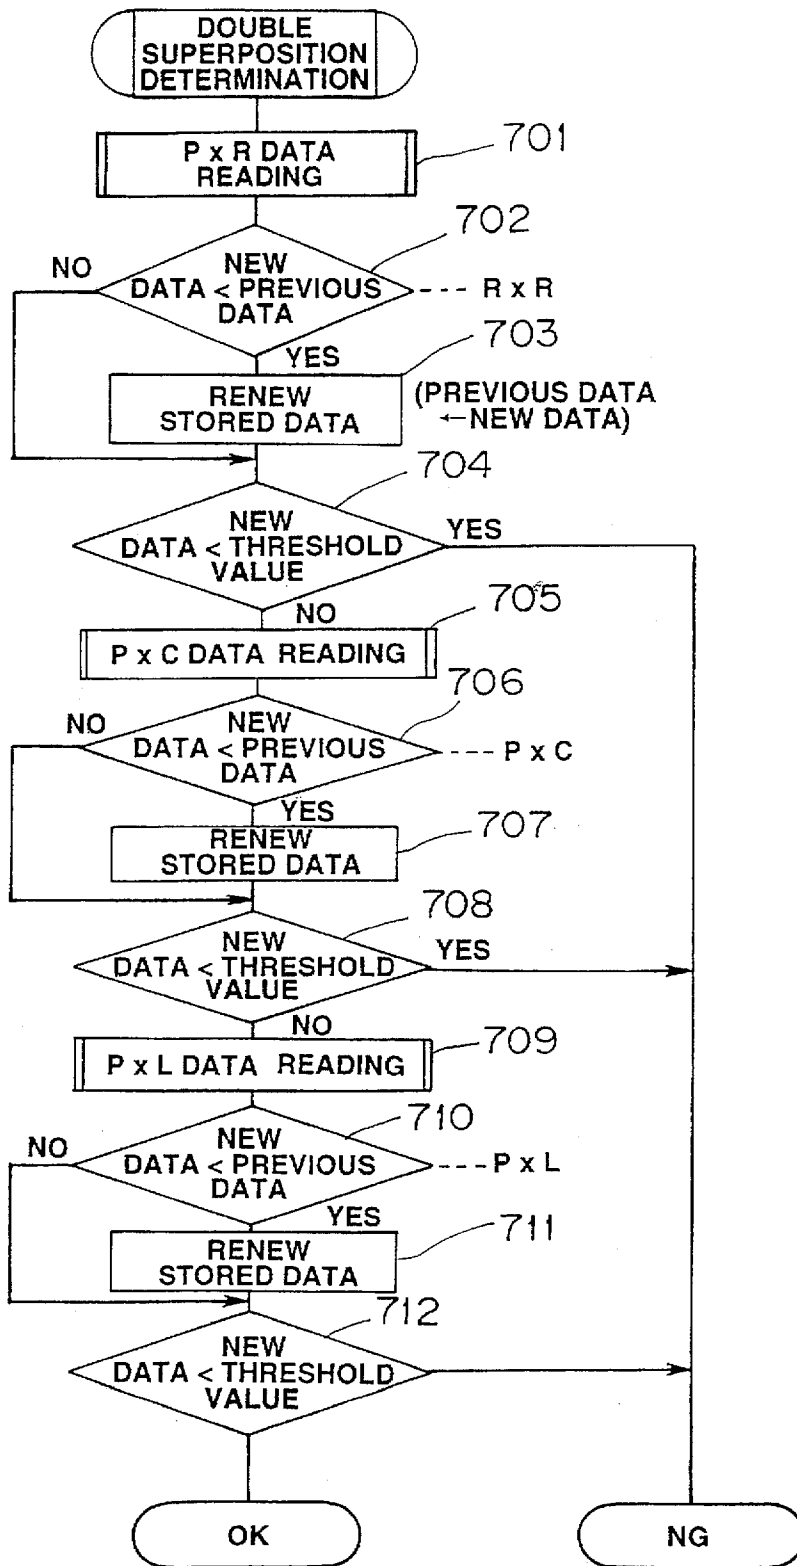 DOUBLE
SUPERPOSITION
DETERMINATION
P x R DATA
READING
701
702
NO
NEW
DATA < PREVIOUS
DATA
--- R x R
YES
703
RENEW
STORED DATA
(PREVIOUS DATA
←NEW DATA)
704
NEW
DATA < THRESHOLD
VALUE
YES
NO
705
P x C DATA READING
706
NO
NEW
DATA < PREVIOUS
DATA
---- P x C
YES
707
RENEW
STORED DATA
708
NEW
DATA < THRESHOLD
VALUE
YES
NO
709
P x L DATA READING
710
NO
NEW
DATA < PREVIOUS
DATA
--- P x L
YES
711
RENEW
STORED DATA
712
NEW
DATA < THRESHOLD
VALUE
OK
NG